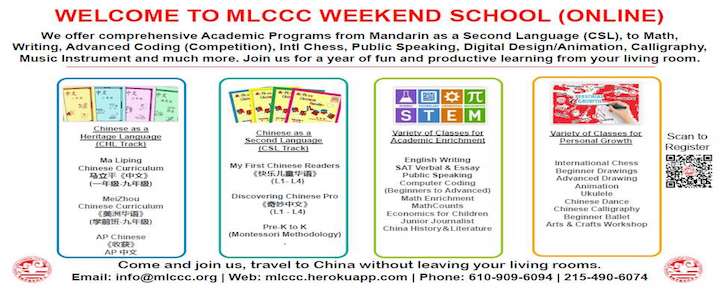 WELCOME TO MLCCC WEEKEND SCHOOL (ONLINE)
We offer comprehensive Academic Programs from Mandarin as a Second Language (CSL), to Math,
Writing, Advanced Coding (Competition), Intl Chess, Public Speaking, Digital Design/Animation, Calligraphy,
Music Instrument and much more. Join us for a year of fun and productive learning from your living room.
Chinese as a
Heritage Language
(CHL Track)
Ma Liping
Chinese Curriculum
马立平《中文》
(一年级-九年级)
MeiZhou
Chinese Curriculum
《美洲华语》
(学前班-九年级)
AP Chinese
《收获》
AP 中文
Chinese as a
Second Language
(CSL Track)
My First Chinese Readers
《快乐儿童华语》
(L1- L4)
Discovering Chinese Pro
《奇妙中文》
(L1 - L4)
Pre-K to K
(Montessori Methodology)
.
STEM
Variety of Classes for
Academic Enrichment
English Writing
SAT Verbal & Essay
Public Speaking
Computer Coding
(Beginners to Advanced)
Math Enrichment
MathCounts
Economics for Children
Junior Journalist
China History & Literature
PERSONAL
GROWTH
Variety of Classes for
Personal Growth
International Chess
Beginner Drawings
Advanced Drawing
Animation
Ukulele
Chinese Dance
Chinese Calligraphy
Beginner Ballet
Arts & Crafts Workshop
Scan to
Register
Come and join us, travel to China without leaving your living rooms.
Email: info@mlccc.org | Web: mlccc.herokuapp.com | Phone: 610-909-6094 | 215-490-6074